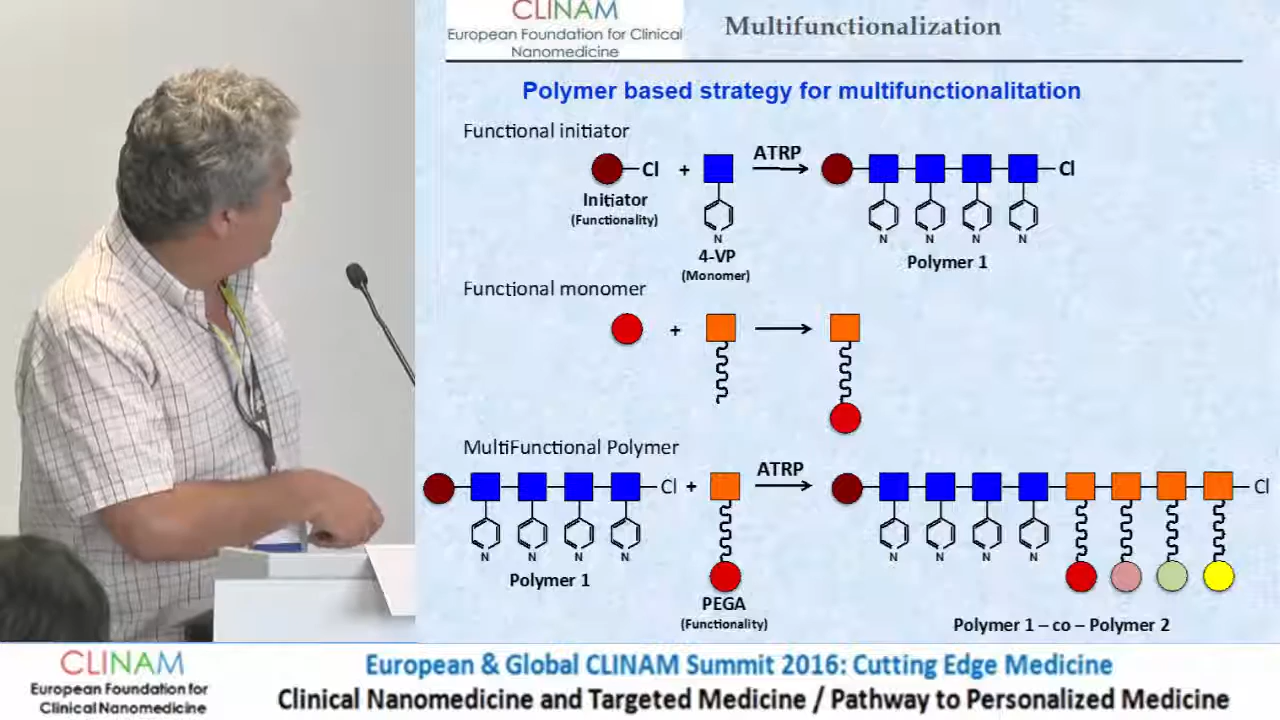 CLINAM
European Foundation for Clinical
Nanomedicine
Multifunctionalization
Polymer based strategy for multifunctionalitation
Functional initiator
Cl
+
ATRP
Cl
Initiator
(Functionality)
N
N
N
N
N
4-VP
(Monomer)
Polymer 1
Functional monomer
+
MultiFunctional Polymer
Cl
+
ATRP
Cl
N
N
N
N
N
N
N
N
Polymer 1
PEGA
(Functionality)
Polymer 1 – co – Polymer 2
CLINAM
European Foundation for
Clinical Nanomedicine
European & Global CLINAM Summit 2016: Cutting Edge Medicine
Clinical Nanomedicine and Targeted Medicine / Pathway to Personalized Medicine